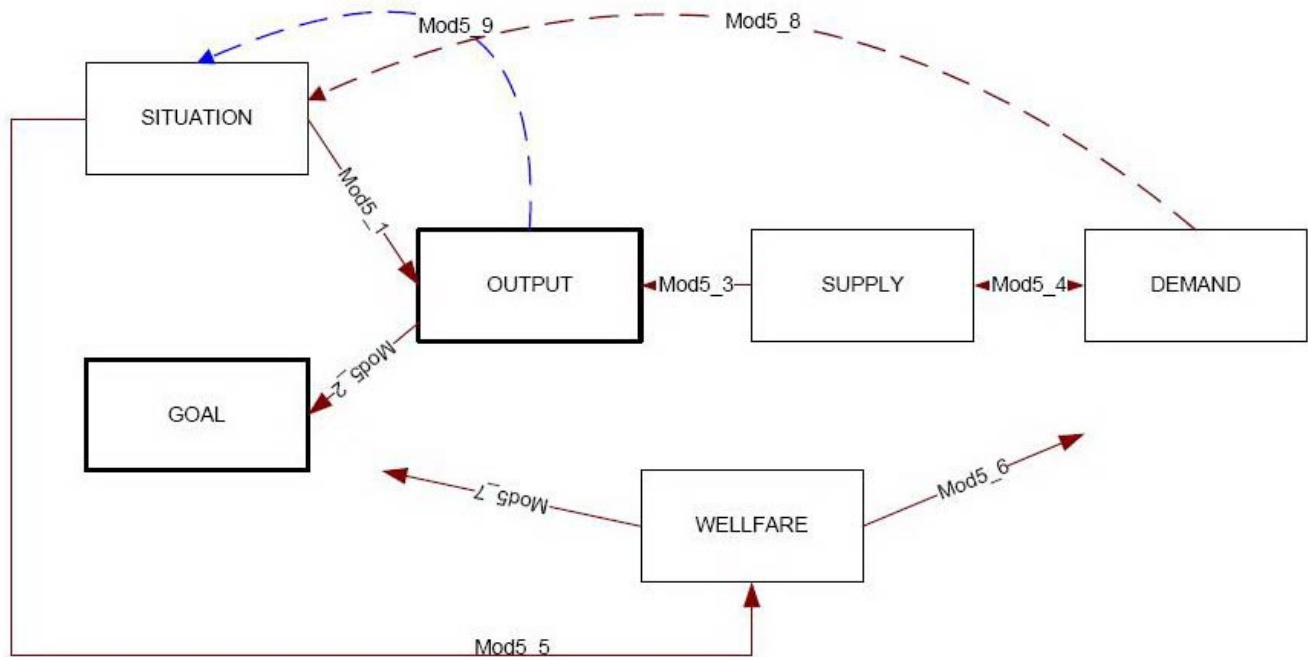 Mod5_9
Mod5_8
SITUATION
Mod5_1
OUTPUT
Mod5_3
SUPPLY
Mod5_4
DEMAND
Mod5_2
GOAL
Mod5_7
WELLFARE
Mod5_6
Mod5_5